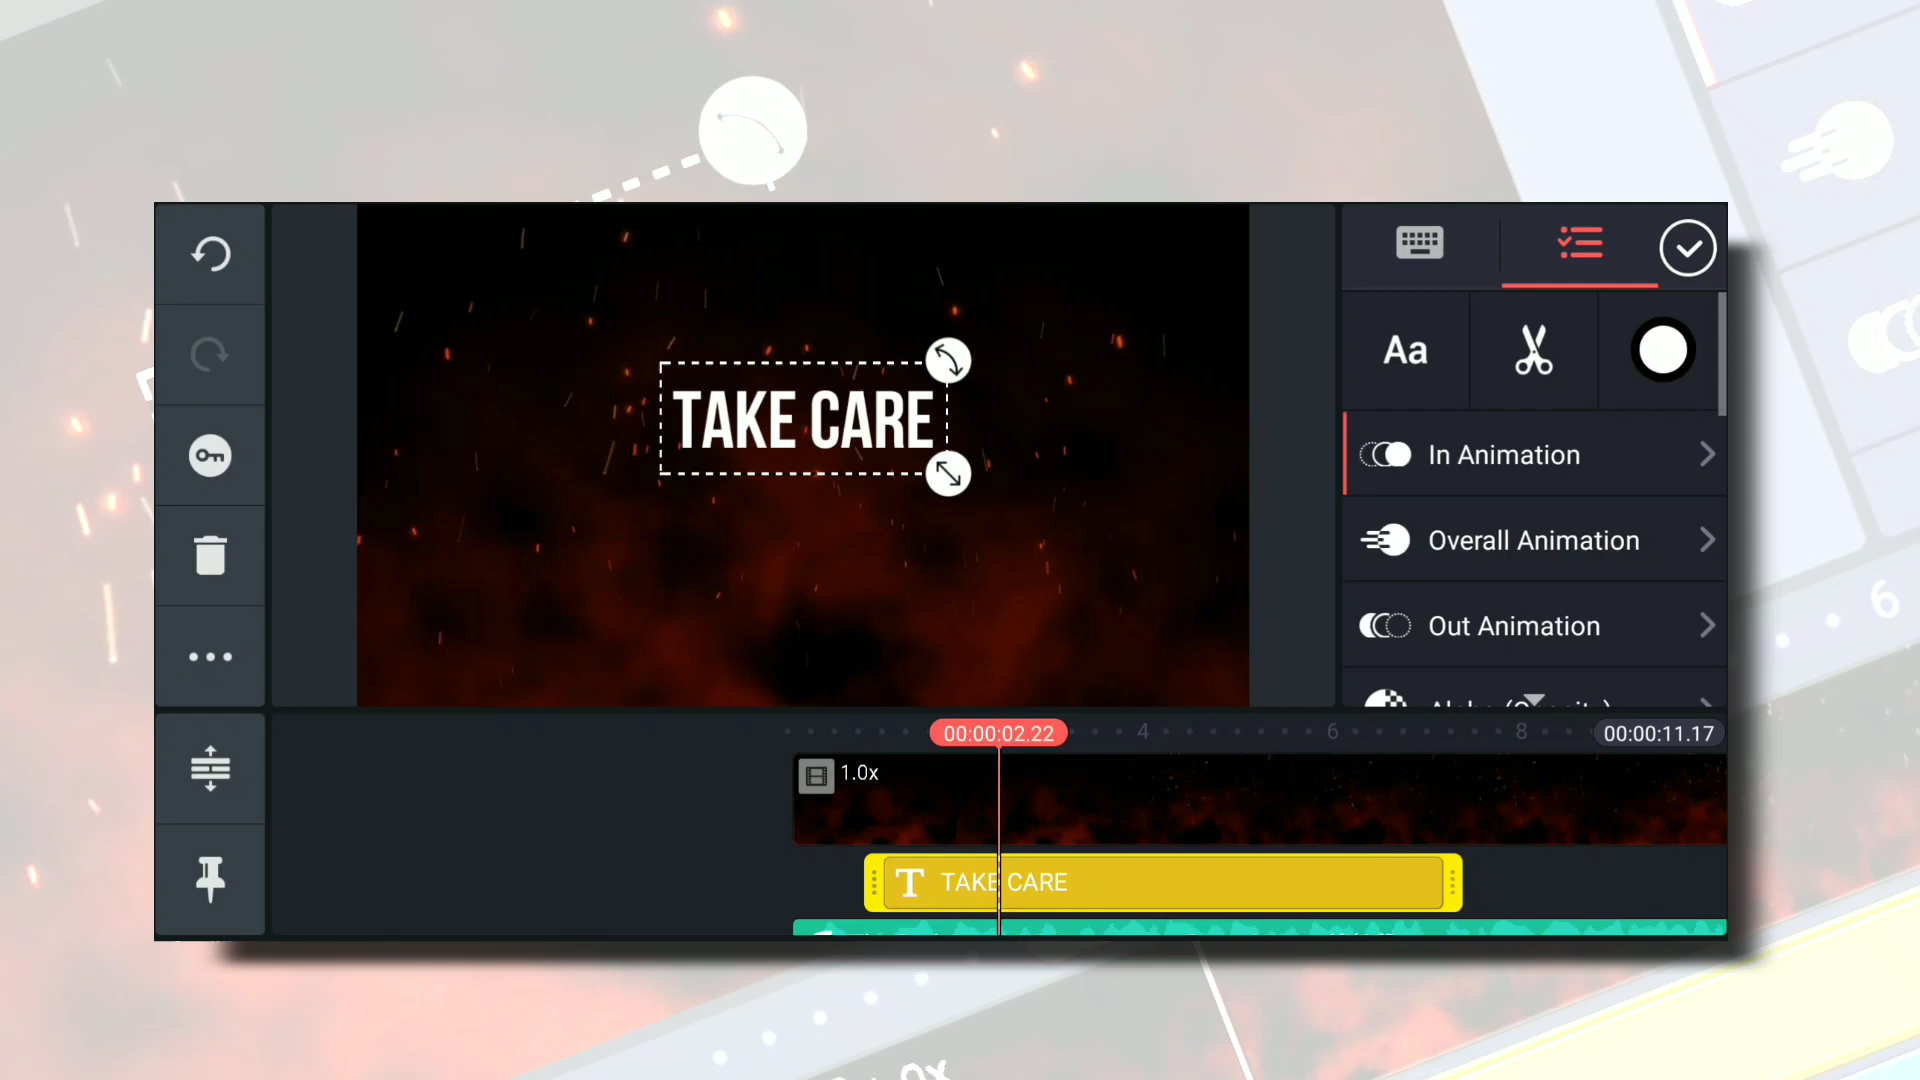 TAKE CARE
Aa
In Animation
Overall Animation
Out Animation
00:00:02.22
4
6
8
00:00:11.17
1.0x
T TAKE CARE
6